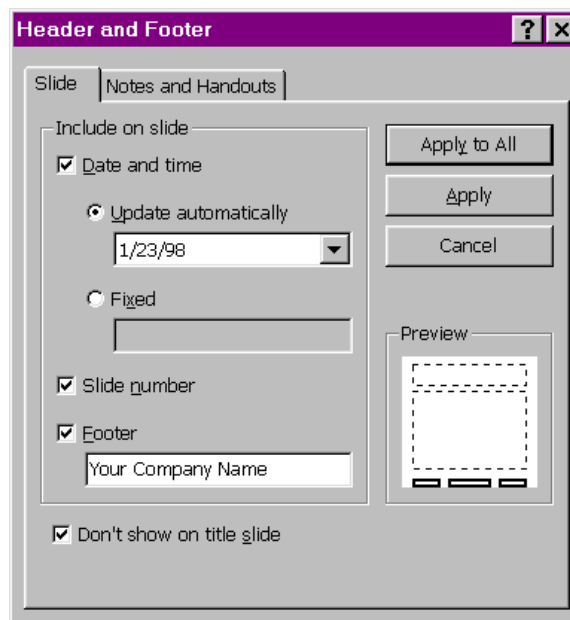 Header and Footer
Slide
Notes and Handouts
Include on slide
Date and time
Update automatically
1/23/98
Fixed
Slide number
Footer
Your Company Name
Don't show on title slide
Apply to All
Apply
Cancel
Preview